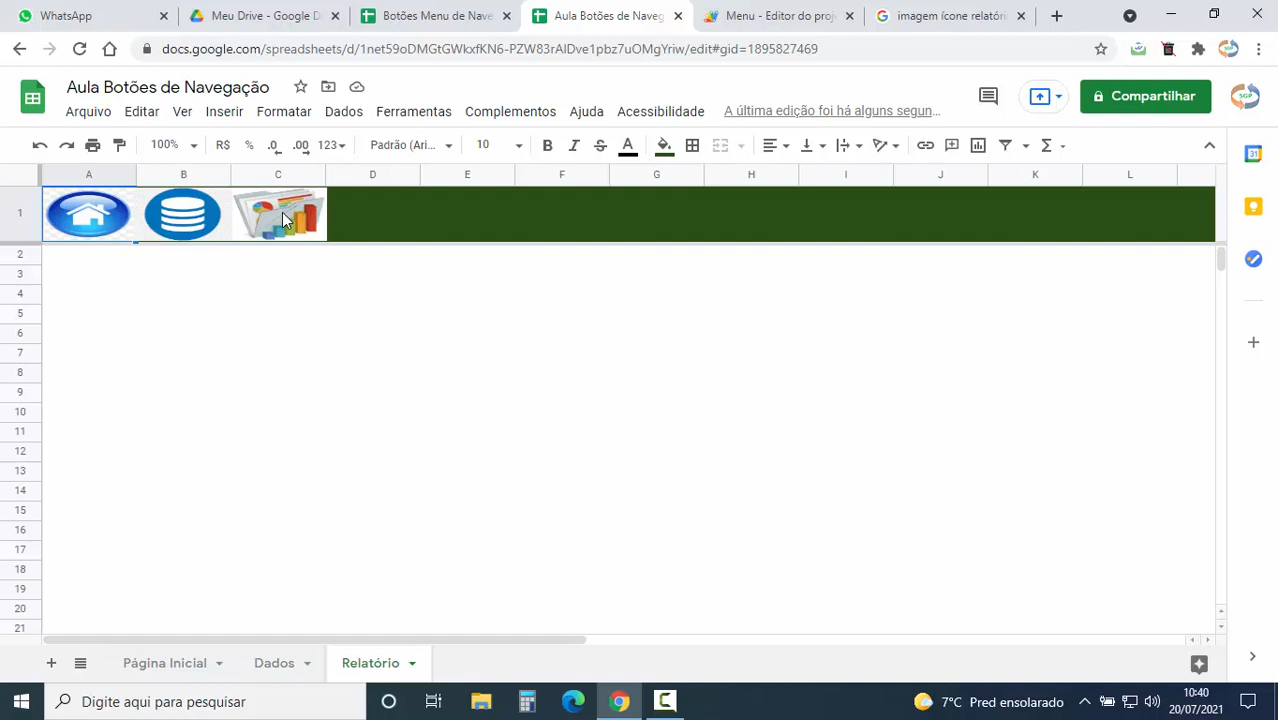 WhatsApp
Meu Drive - Google D
Botões Menu de Nave
Aula Botões de Navega
Menu - Editor do proj
imagem ícone relatóri
docs.google.com/spreadsheets/d/1net59oDMGtGWkxfKN6-PZW83rAIDve1pbz7uOMgYriw/edit#gid=1895827469
Aula Botões de Navegação
Arquivo Editar Ver Inserir Formatar Dados Ferramentas Complementos Ajuda Acessibilidade A última edição foi há alguns segun...
Compartilhar
SGP
100% R$ % .0 .00 123 Padrão (Ari... 10 B I S A
A B C D E F G H I J K L
1
2
3
4
5
6
7
8
9
10
11
12
13
14
15
16
17
18
19
20
21
31
Página Inicial Dados Relatório
Digite aqui para pesquisar
7°C Pred ensolarado
10:40
20/07/2021